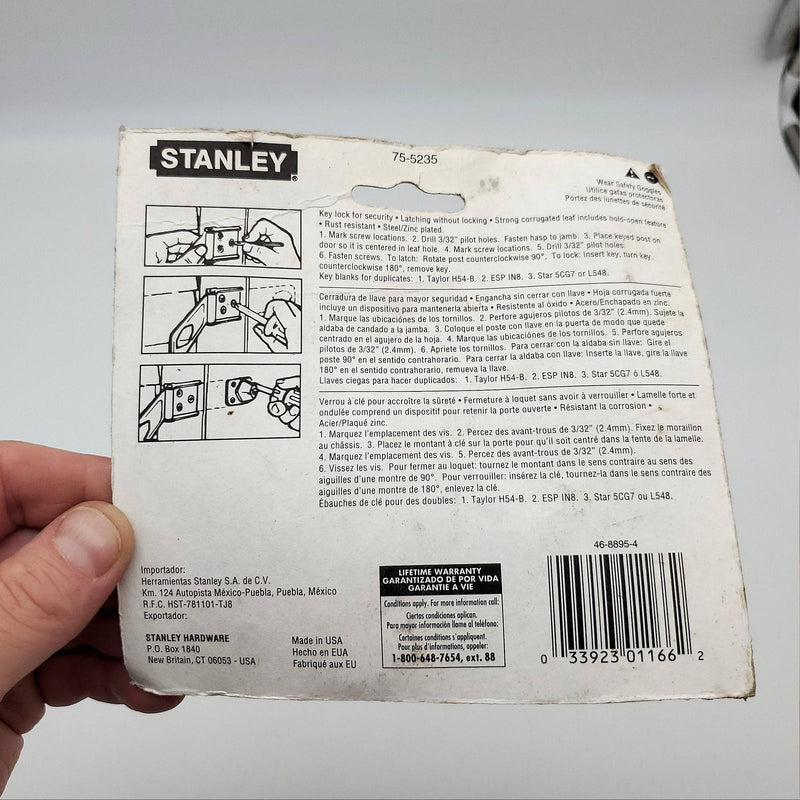 STANLEY®
75-5235
Wear Safety Goggles
Utilice gafas protectoras
Portez des lunettes de sécurité
Key lock for security • Latching without locking • Strong corrugated leaf includes hold-open feature
• Rust resistant • Steel/Zinc plated.
1. Mark screw locations. 2. Drill 3/32" pilot holes. Fasten hasp to jamb. 3. Place keyed post on
door so it is centered in leaf hole. 4. Mark screw locations. 5. Drill 3/32" pilot holes.
6. Fasten screws. To latch: Rotate post counterclockwise 90°. To lock: Insert key, turn key
counterclockwise 180°, remove key.
Key blanks for duplicates: 1. Taylor H54-B. 2. ESP IN8. 3. Star 5CG7 or L548.
Cerradura de llave para mayor seguridad • Engancha sin cerrar con llave • Hoja corrugada fuerte
incluye un dispositivo para mantenerla abierta • Resistente al óxido • Acero/Enchapado en zinc.
1. Marque las ubicaciónes de los tornillos. 2. Perfore agujeros pilotos de 3/32" (2.4mm). Sujete la
aldaba de candado a la jamba. 3. Coloque el poste con llave en la puerta de modo que quede
centrado en el agujero de la hoja. 4. Marque las ubicaciónes de los tornillos. 5. Perfore agujeros
pilotos de 3/32" (2.4mm). 6. Apriete los tornillos. Para cerrar con la aldaba sin llave: Gire el
poste 90° en el sentido contrahorario. Para cerrar la aldaba con llave: Inserte la llave, gire la llave
180° en el sentido contrahorario, remueva la llave.
Llaves ciegas para hacer duplicados: 1. Taylor H54-B. 2. ESP IN8. 3. Star 5CG7 ó L548.
Verrou à clé pour accroître la sûreté • Fermeture à loquet sans avoir à verrouiller • Lamelle forte et
ondulée comprend un dispositif pour retenir la porte ouverte • Résistant la corrosion •
Acier/Plaqué zinc.
1. Marquez l'emplacement des vis. 2. Percez des avant-trous de 3/32" (2.4mm). Fixez le moraillon
au châssis. 3. Placez le montant à clé sur la porte pour qu'il soit centré dans la fente de la lamelle.
4. Marquez l'emplacement des vis. 5. Percez des avant-trous de 3/32" (2.4mm).
6. Vissez les vis. Pour fermer au loquet: tournez le montant dans le sens contraire au sens des
aiguilles d'une montre de 90°. Pour verrouiller: insérez la clé, tournez-la dans le sens contraire des
aiguilles d'une montre de 180°, enlevez la clé.
Ébauches de clé pour des doubles: 1. Taylor H54-B. 2. ESP IN8. 3. Star 5CG7 ou L548.
Importador:
Herramientas Stanley S.A. de C.V.
Km. 124 Autopista México-Puebla, Puebla, México
R.F.C. HST-781101-TJ8
Exportador:
STANLEY HARDWARE
P.O. Box 1840
New Britain, CT 06053 - USA
Made in USA
Hecho en EUA
Fabriqué aux EU
LIFETIME WARRANTY
GARANTIZADO DE POR VIDA
GARANTIE A VIE
Conditions apply. For more information call:
Ciertas condiciones aplican.
Para mayor información llame al teléfono:
Certaines conditions s'appliquent.
Pour plus d'informations, appeler:
1-800-648-7654, ext. 88
46-8895-4
0 33923 01166 2